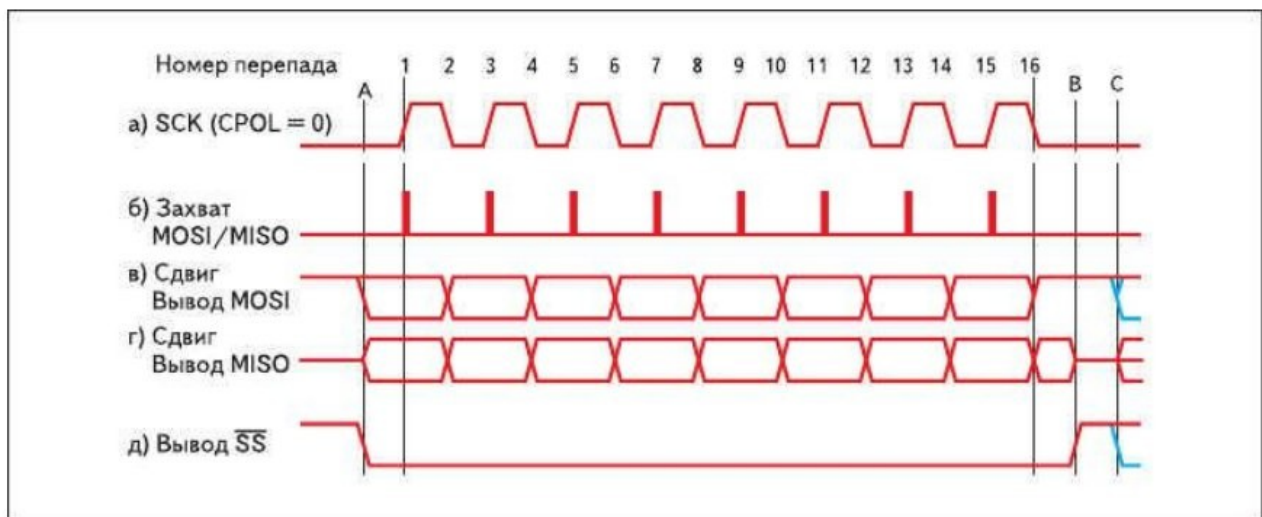 Номер перепада 1 2 3 4 5 6 7 8 9 10 11 12 13 14 15 16
A B C
а) SCK (CPOL = 0)
б) Захват
MOSI/MISO
в) Сдвиг
Вывод MOSI
г) Сдвиг
Вывод MISO
д) Вывод S̅S̅